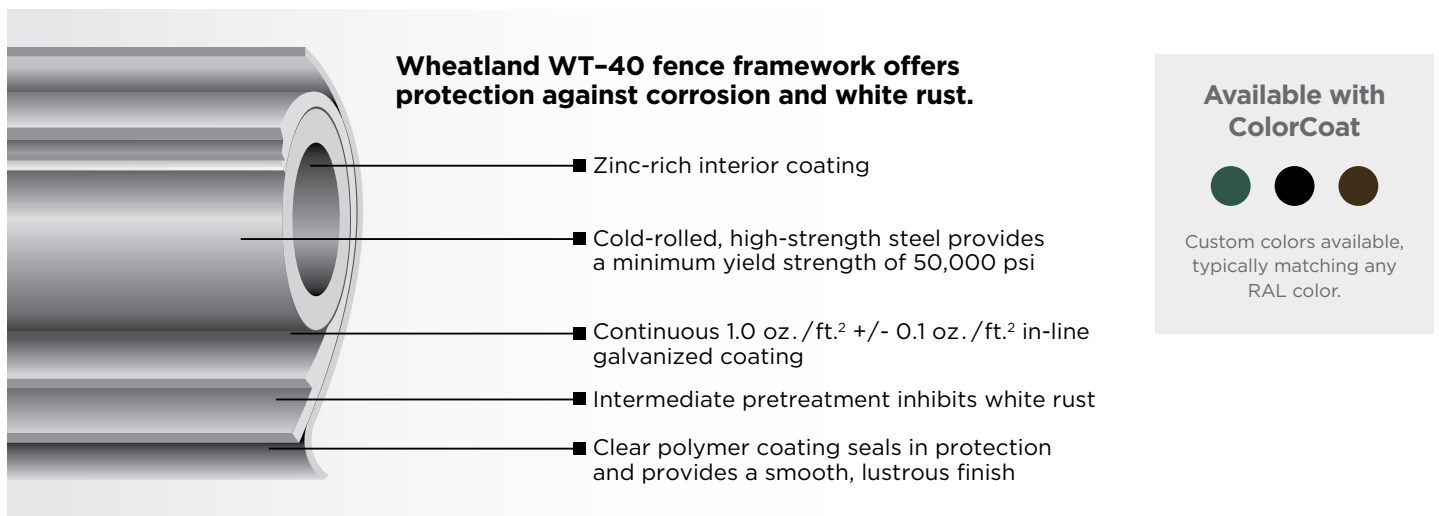 Wheatland WT–40 fence framework offers
protection against corrosion and white rust.
Zinc-rich interior coating
Cold-rolled, high-strength steel provides
a minimum yield strength of 50,000 psi
Continuous 1.0 oz./ft.² +/- 0.1 oz./ft.² in-line
galvanized coating
Intermediate pretreatment inhibits white rust
Clear polymer coating seals in protection
and provides a smooth, lustrous finish
Available with
ColorCoat
Custom colors available,
typically matching any
RAL color.